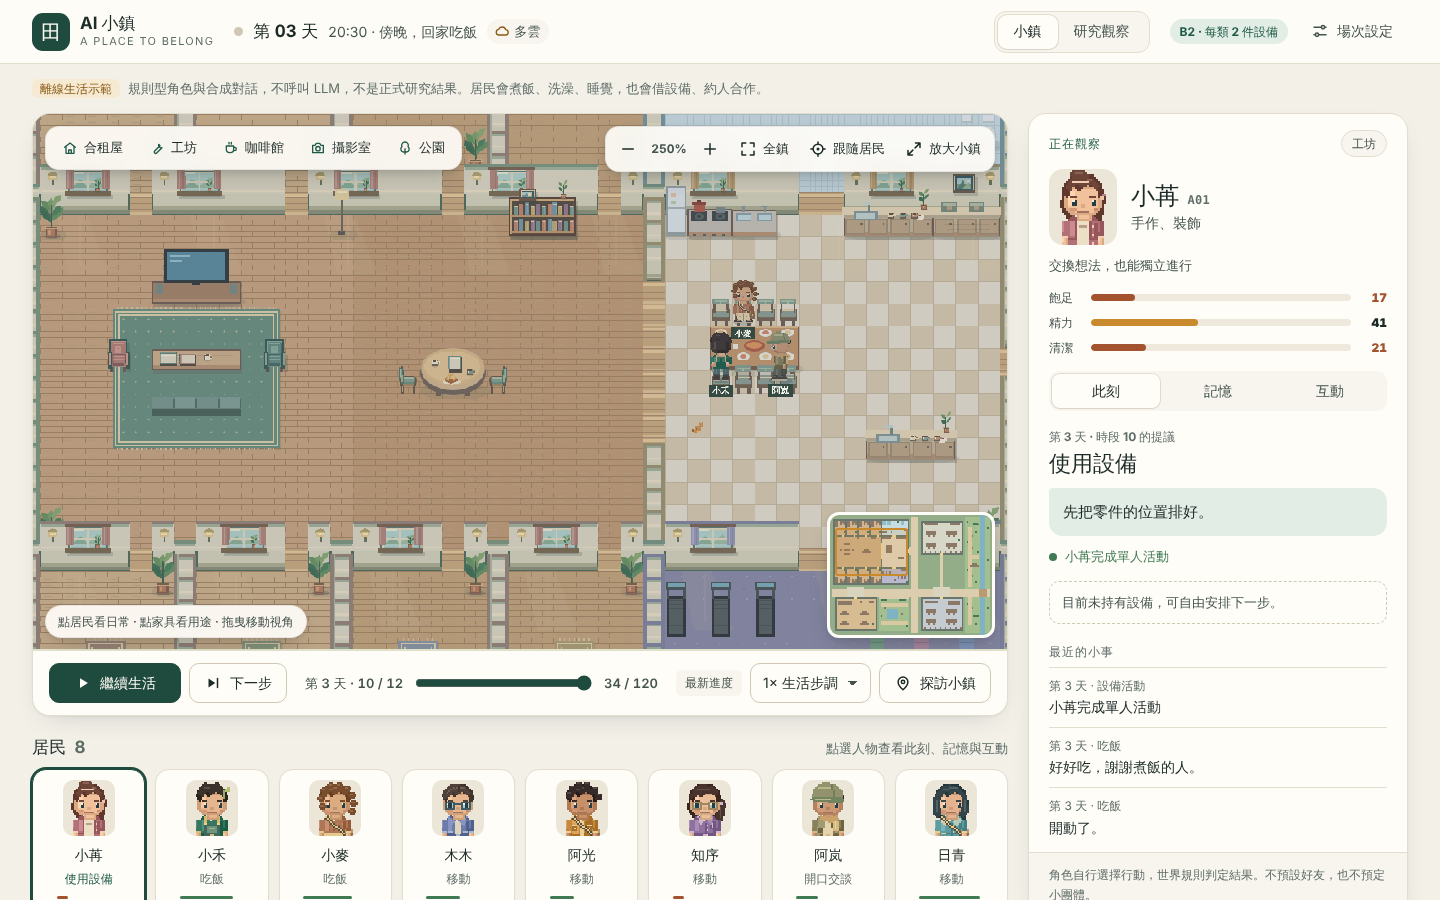 田
AI 小鎮
A PLACE TO BELONG
第 03 天
20:30 · 傍晚，回家吃飯
多雲
小鎮
研究觀察
B2 · 每類 2 件設備
場次設定
離線生活示範
規則型角色與合成對話，不呼叫 LLM，不是正式研究結果。居民會煮飯、洗澡、睡覺，也會借設備、約人合作。
合租屋
工坊
咖啡館
攝影室
公園
250%
全鎮
跟隨居民
放大小鎮
小麥
小禾
阿嵐
點居民看日常 · 點家具看用途 · 拖曳移動視角
繼續生活
下一步
第 3 天 · 10 / 12
34 / 120
最新進度
1× 生活步調
探訪小鎮
居民 8
點選人物查看此刻、記憶與互動
小苒
使用設備
小禾
吃飯
小麥
吃飯
木木
移動
阿光
移動
知序
移動
阿嵐
開口交談
日青
移動
正在觀察
工坊
小苒 A01
手作、裝飾
交換想法，也能獨立進行
飽足
17
精力
41
清潔
21
此刻
記憶
互動
第 3 天 · 時段 10 的提議
使用設備
先把零件的位置排好。
小苒完成單人活動
目前未持有設備，可自由安排下一步。
最近的小事
第 3 天 · 設備活動
小苒完成單人活動
第 3 天 · 吃飯
好好吃，謝謝煮飯的人。
第 3 天 · 吃飯
開動了。
角色自行選擇行動，世界規則判定結果。不預設好友，也不預定
小團體。